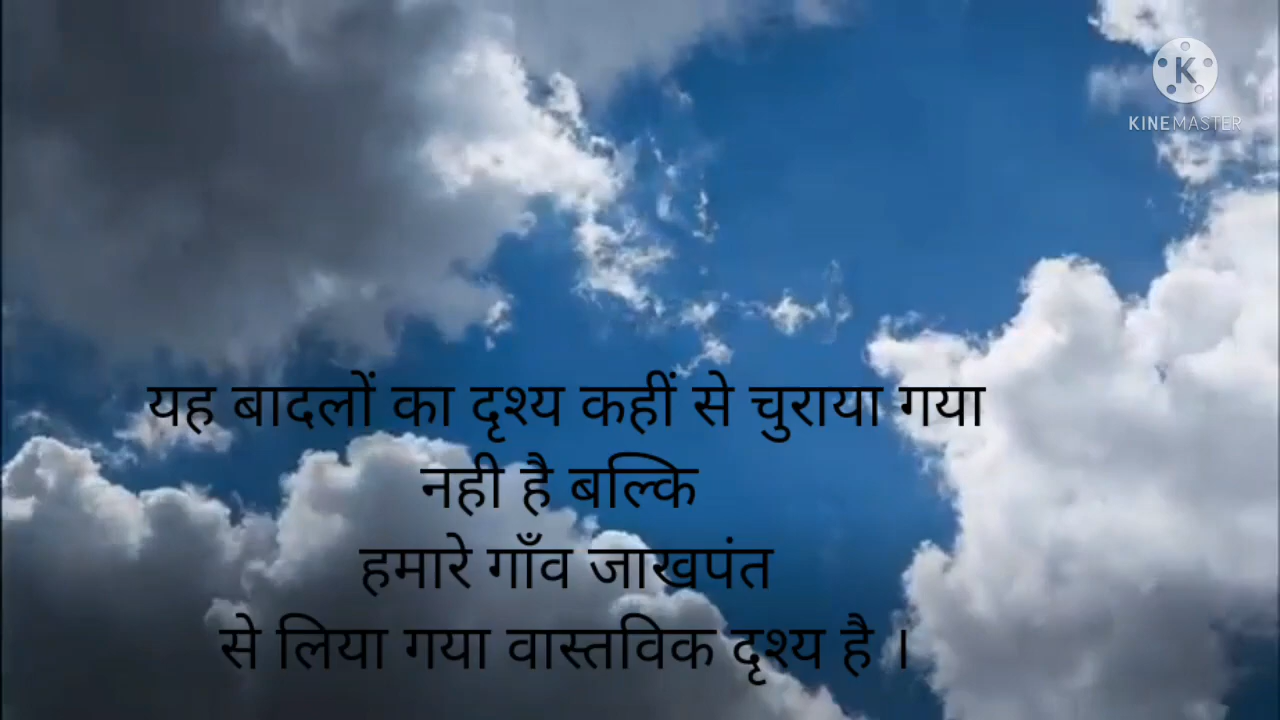 KINEMASTER
यह बादलों का दृश्य कहीं से चुराया गया
नही है बल्कि
हमारे गाँव जाखपंत
से लिया गया वास्तविक दृश्य है ।